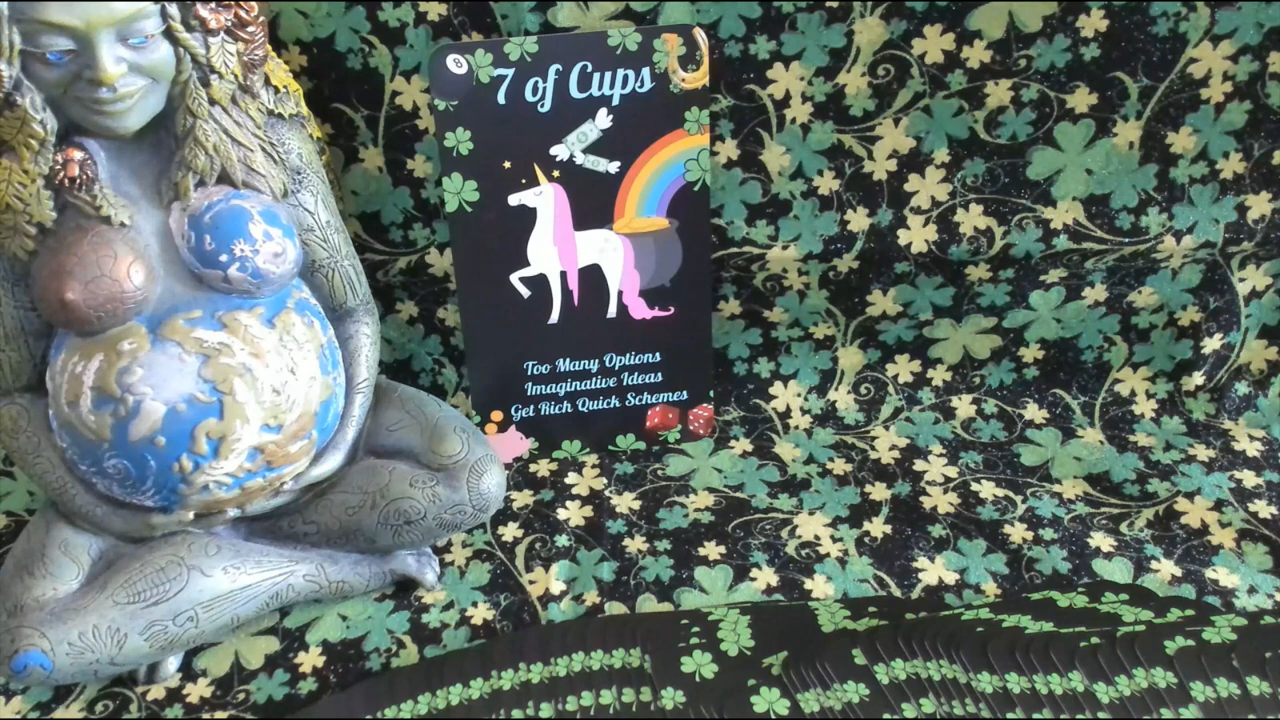 8
7 of Cups
Too Many Options
Imaginative Ideas
Get Rich Quick Schemes